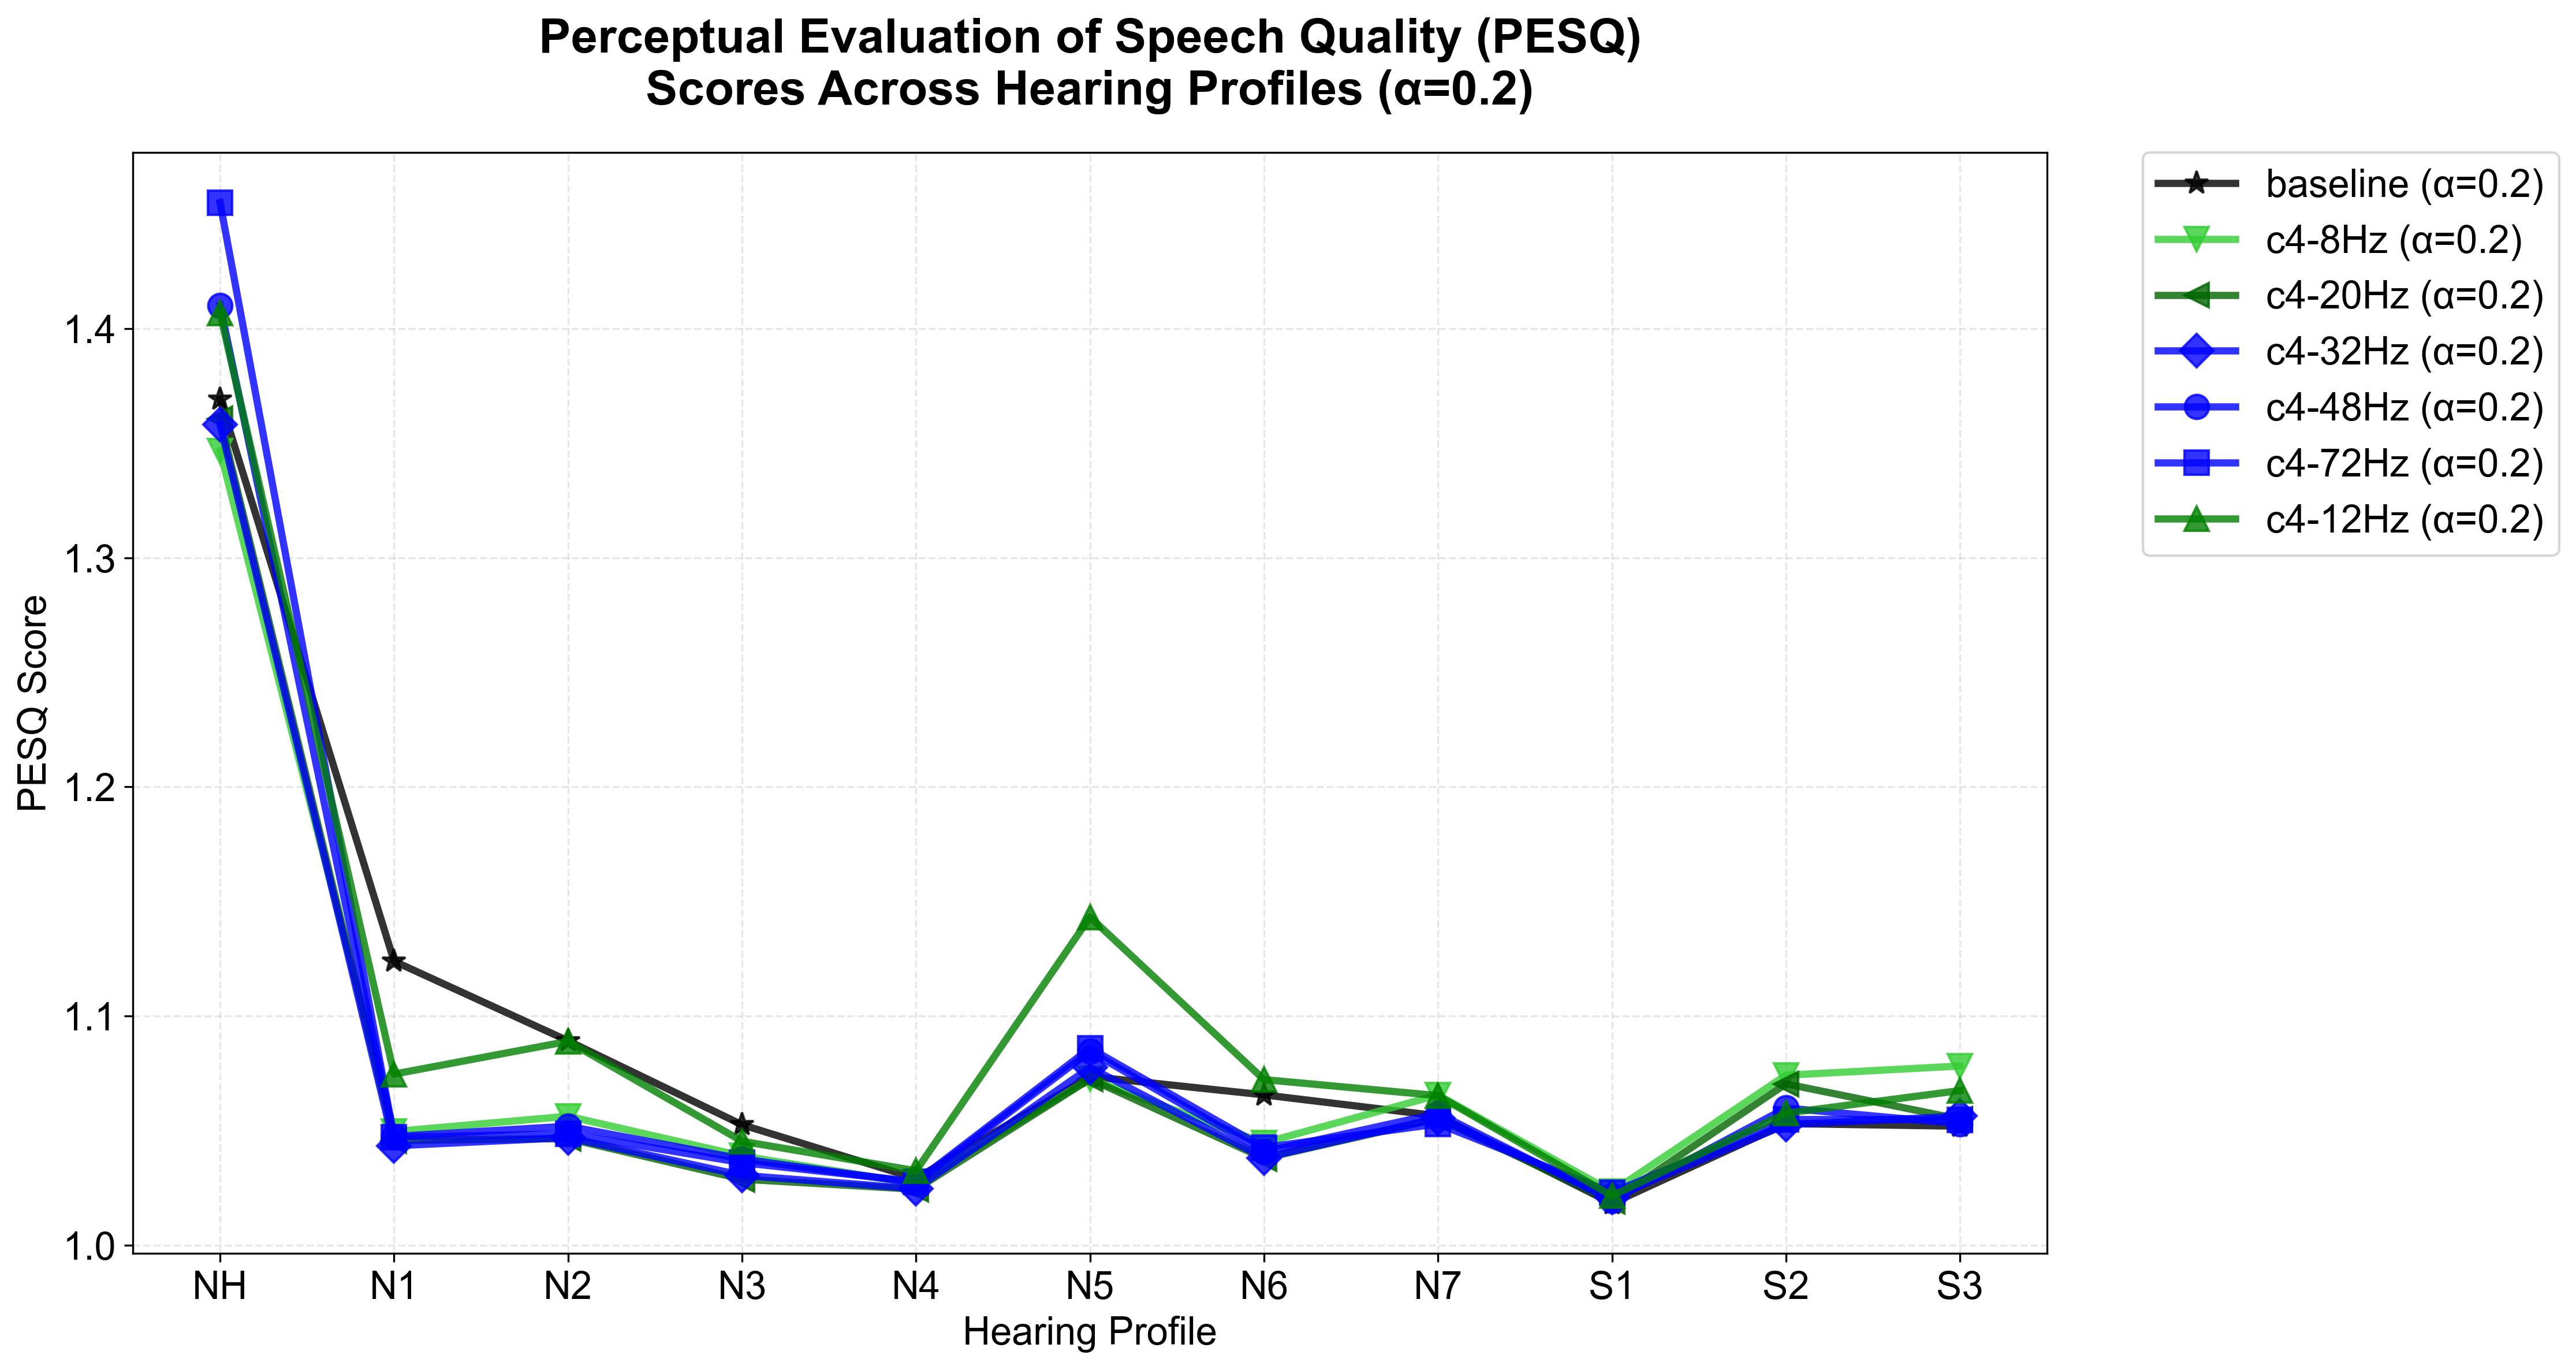 Perceptual Evaluation of Speech Quality (PESQ)
Scores Across Hearing Profiles (α=0.2)
PESQ Score
1.4
1.3
1.2
1.1
1.0
NH
N1
N2
N3
N4
N5
N6
N7
S1
S2
S3
Hearing Profile
baseline (α=0.2)
c4-8Hz (α=0.2)
c4-20Hz (α=0.2)
c4-32Hz (α=0.2)
c4-48Hz (α=0.2)
c4-72Hz (α=0.2)
c4-12Hz (α=0.2)